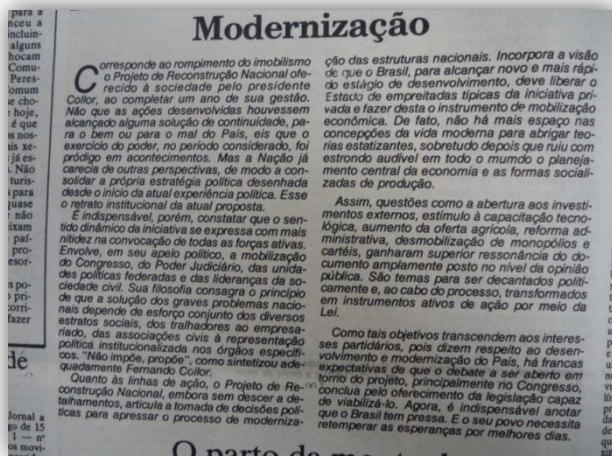 Modernização
Corresponde ao rompimento do imobilismo
o Projeto de Reconstrução Nacional ofe-
recido à sociedade pelo presidente
Collor, ao completar um ano de sua gestão.
Não que as ações desenvolvidas houvessem
alcançado alguma solução de continuidade, pa-
ra o bem ou para o mal do País, eis que o
exercício do poder, no período considerado, foi
pródigo em acontecimentos. Mas a Nação já
carecia de outras perspectivas, de modo a con-
solidar a própria estratégia política desenhada
desde o início da atual experiência política. Esse
o retrato institucional da atual proposta.
É indispensável, porém, constatar que o sen-
tido dinâmico da iniciativa se expressa com mais
nitidez na convocação de todas as forças ativas.
Envolve, em seu apelo político, a mobilização
do Congresso, do Poder Judiciário, das unida-
des políticas federadas e das lideranças da so-
ciedade civil. Sua filosofia consagra o princípio
de que a solução dos graves problemas nacio-
nais depende de esforço conjunto dos diversos
estratos sociais, dos tralhadores ao empresa-
riado, das associações civis à representação
política institucionalizada nos órgãos específi-
cos. "Não impõe, propõe", como sintetizou ade-
quadamente Fernando Collor.
Quanto às linhas de ação, o Projeto de Re-
construção Nacional, embora sem descer a de-
talhamentos, articula a tomada de decisões polí-
ticas para apressar o processo de moderniza-
ção das estruturas nacionais. Incorpora a visão
de que o Brasil, para alcançar novo e mais rápi-
do estágio de desenvolvimento, deve liberar o
Estado de empreitadas típicas da iniciativa pri-
vada e fazer desta o instrumento de mobilização
econômica. De fato, não há mais espaço nas
concepções da vida moderna para abrigar teo-
rias estatizantes, sobretudo depois que ruiu com
estrondo audível em todo o mumdo o planeja-
mento central da economia e as formas sociali-
zadas de produção.
Assim, questões como a abertura aos investi-
mentos externos, estímulo à capacitação tecno-
lógica, aumento da oferta agrícola, reforma ad-
ministrativa, desmobilização de monopólios e
cartéis, ganharam superior ressonância do do-
cumento amplamente posto no nível da opinião
pública. São temas para ser decantados politi-
camente e, ao cabo do processo, transformados
em instrumentos ativos de ação por meio da
Lei.
Como tais objetivos transcendem aos interes-
ses partidários, pois dizem respeito ao desen-
volvimento e modernização do País, há francas
expectativas de que o debate a ser aberto em
torno do projeto, principalmente no Congresso,
conclua pelo oferecimento da legislação capaz
de viabilizá-lo. Agora, é indispensável anotar
que o Brasil tem pressa. E o seu povo necessita
retemperar as esperanças por melhores dias.